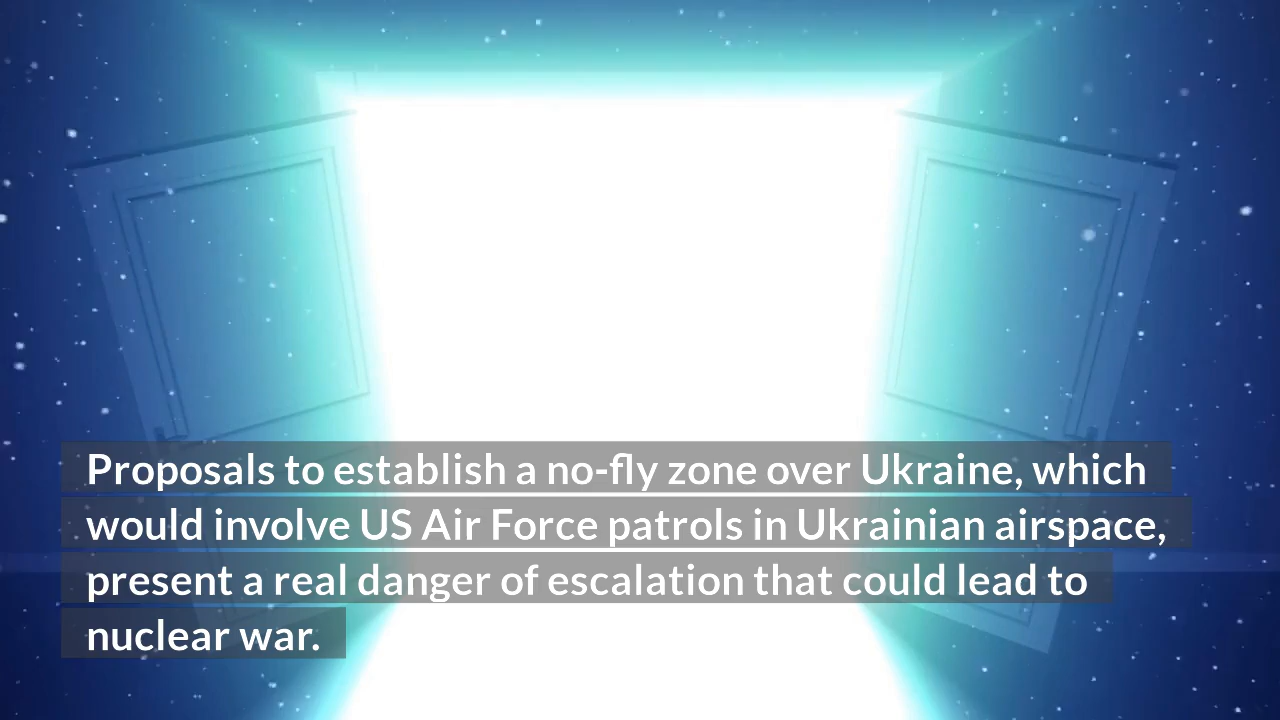 Proposals to establish a no-fly zone over Ukraine, which
would involve US Air Force patrols in Ukrainian airspace,
present a real danger of escalation that could lead to
nuclear war.